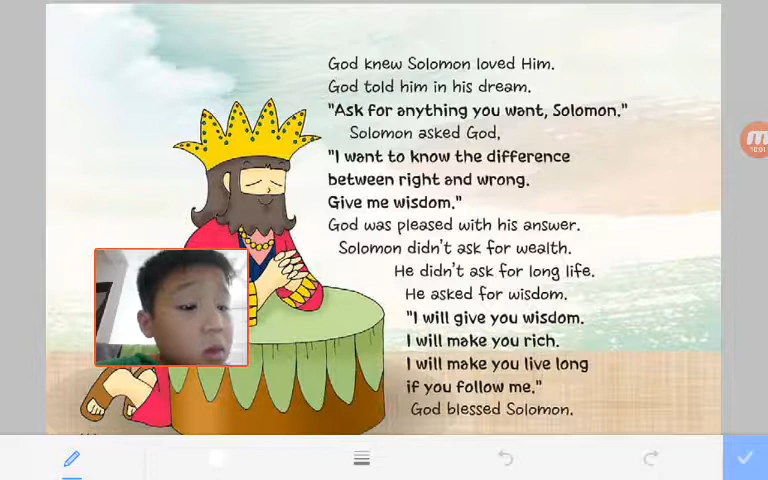 God knew Solomon loved Him.
God told him in his dream.
"Ask for anything you want, Solomon."
Solomon asked God,
"I want to know the difference
between right and wrong.
Give me wisdom."
God was pleased with his answer.
Solomon didn't ask for wealth.
He didn't ask for long life.
He asked for wisdom.
"I will give you wisdom.
I will make you rich.
I will make you live long
if you follow me."
God blessed Solomon.